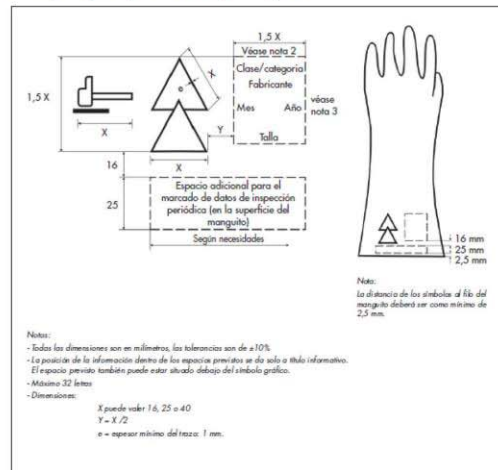 1,5 X
Véase nota 2
Clase/categoría
Fabricante
Mes Año
Talla
véase
nota 3
1,5 X
X
e
X
Y
X
16
25
Espacio adicional para el
marcado de datos de inspección
periódica (en la superficie del
manguito)
Según necesidades
16 mm
25 mm
2,5 mm
Nota:
La distancia de los símbolos al filo del
manguito deberá ser como mínimo de
2,5 mm.
Notas:
- Todas las dimensiones son en milímetros, las tolerancias son de ±10%
- La posición de la información dentro de los espacios previstos se da solo a título informativo.
El espacio previsto también puede estar situado debajo del símbolo gráfico.
- Máximo 32 letras
- Dimensiones:
X puede valer 16, 25 o 40
Y = X /2
e = espesor mínimo del trazo: 1 mm.